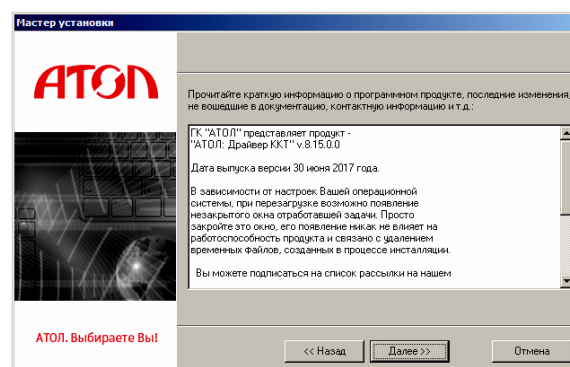 Мастер установки
АТОЛ
Прочитайте краткую информацию о программном продукте, последние изменения,
не вошедшие в документацию, контактную информацию и т.д.:
ГК "АТОЛ" представляет продукт -
"АТОЛ: Драйвер ККТ" v.8.15.0.0
Дата выпуска версии 30 июня 2017 года.
В зависимости от настроек Вашей операционной
системы, при перезагрузке возможно появление
незакрытого окна отработавшей задачи. Просто
закройте это окно, его появление никак не влияет на
работоспособность продукта и связано с удалением
временных файлов, созданных в процессе инсталляции.
Вы можете подписаться на список рассылки на нашем
АТОЛ. Выбираете Вы!
<< Назад
Далее >>
Отмена